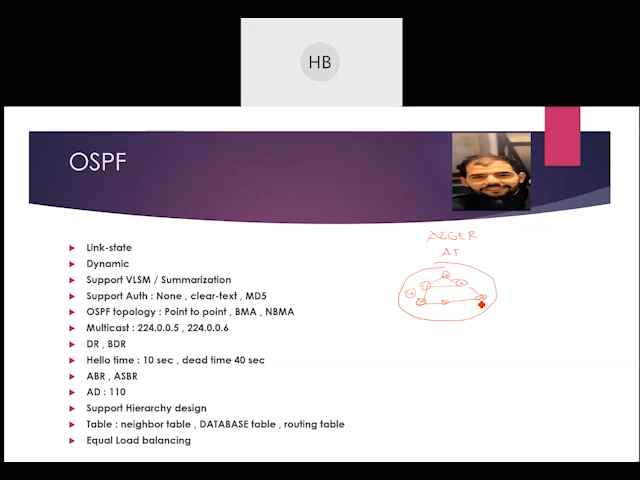 HB
OSPF
Link-state
Dynamic
Support VLSM / Summarization
Support Auth : None , clear-text , MD5
OSPF topology : Point to point , BMA , NBMA
Multicast : 224.0.0.5 , 224.0.0.6
DR , BDR
Hello time : 10 sec , dead time 40 sec
ABR , ASBR
AD : 110
Support Hierarchy design
Table : neighbor table , DATABASE table , routing table
Equal Load balancing
ALGER
AT